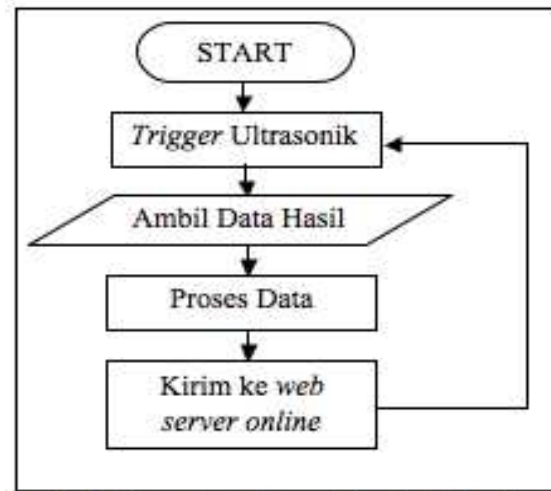 START
Trigger Ultrasonik
Ambil Data Hasil
Proses Data
Kirim ke web
server online